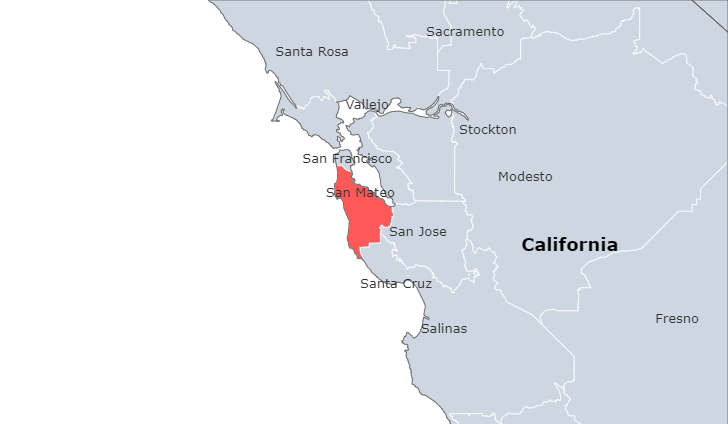 Sacramento
Santa Rosa
Vallejo
Stockton
San Francisco
Modesto
San Mateo
San Jose
California
Santa Cruz
Fresno
Salinas